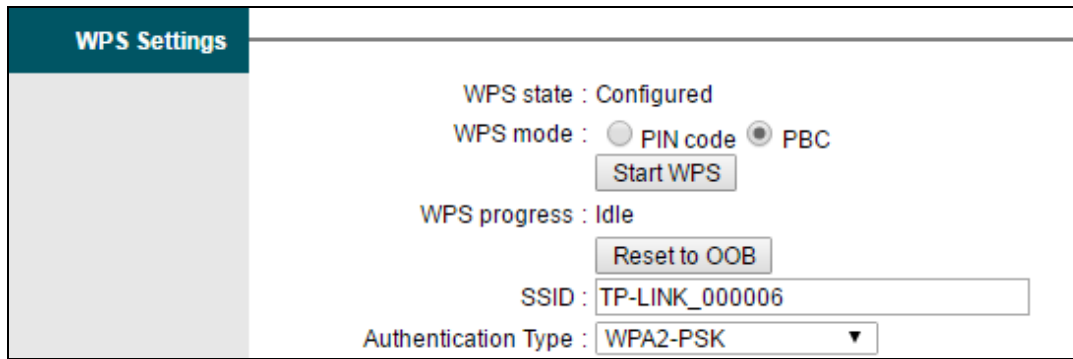 WPS Settings
WPS state : Configured
WPS mode : PIN code PBC
Start WPS
WPS progress : Idle
Reset to OOB
SSID : TP-LINK_000006
Authentication Type : WPA2-PSK